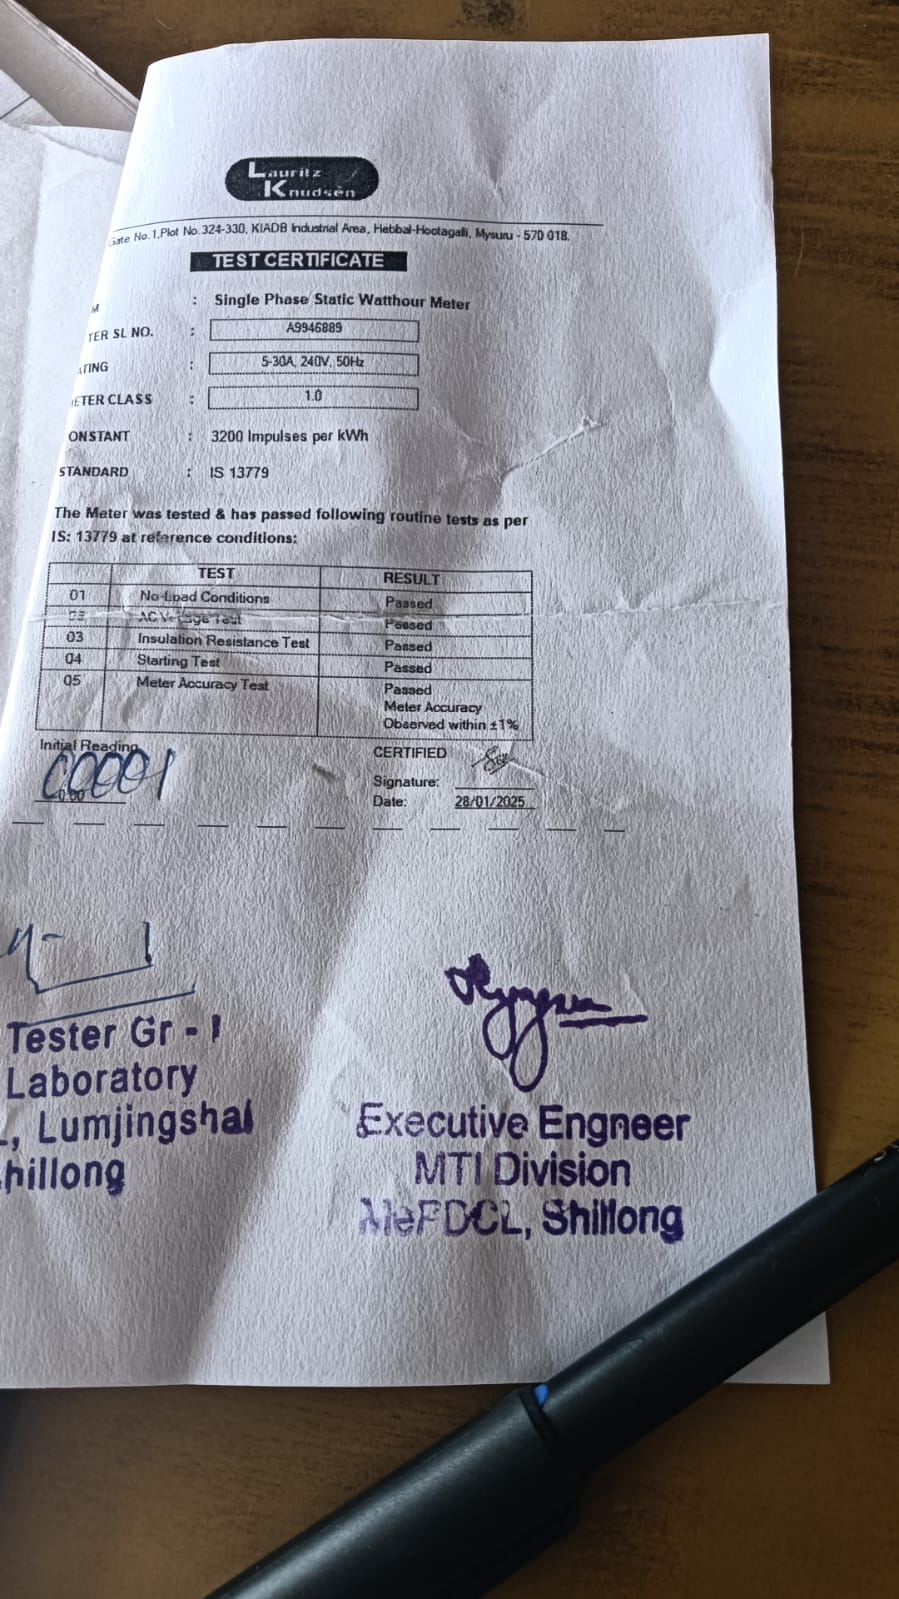 Lauritz
Knudsen
Gate No.1,Plot No.324-330, KIADB Industrial Area, Hebbal-Hootagalli, Mysuru - 570 018.
TEST CERTIFICATE
M : Single Phase Static Watthour Meter
TER SL NO. : A9946889
ATING : 5-30A, 240V, 50Hz
ETER CLASS : 1.0
ONSTANT : 3200 Impulses per kWh
STANDARD : IS 13779
The Meter was tested & has passed following routine tests as per
IS: 13779 at reference conditions:
TEST RESULT
01 No-Load Conditions Passed
02 AC Voltage Test Passed
03 Insulation Resistance Test Passed
04 Starting Test Passed
05 Meter Accuracy Test Passed
Meter Accuracy
Observed within ±1%
Initial Reading CERTIFIED
00001
Signature:
Date: 28/01/2025
Tester Gr - I
Laboratory
L, Lumjingshai
hillong
Executive Engneer
MTI Division
MePDCL, Shillong